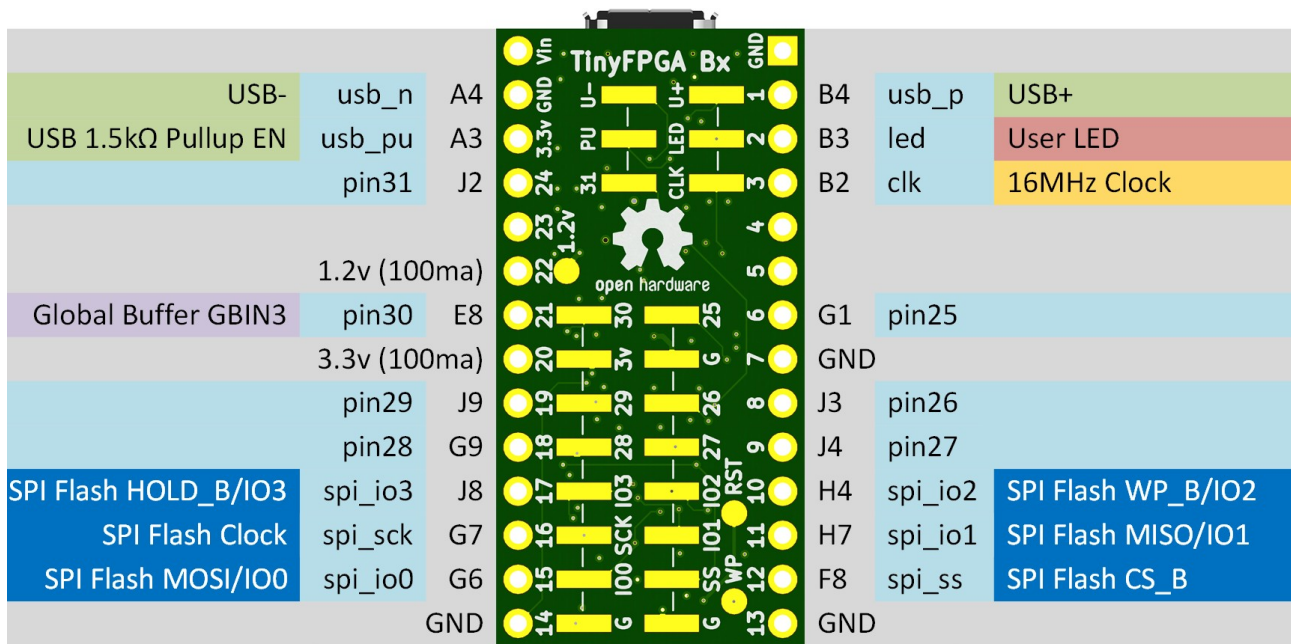 Vin TinyFPGA Bx GND
USB- usb_n A4 GND U- U+ 1 B4 usb_p USB+
USB 1.5kΩ Pullup EN usb_pu A3 3.3v PU LED 2 B3 led User LED
pin31 J2 24 31 CLK 3 B2 clk 16MHz Clock
23 1.2v 4
1.2v (100ma) 22 5
open hardware
Global Buffer GBIN3 pin30 E8 21 30 25 6 G1 pin25
3.3v (100ma) 20 3v G 7 GND
pin29 J9 19 29 26 8 J3 pin26
pin28 G9 18 28 27 9 J4 pin27
SPI Flash HOLD_B/IO3 spi_io3 J8 17 IO3 IO2 RST 10 H4 spi_io2 SPI Flash WP_B/IO2
SPI Flash Clock spi_sck G7 16 SCK IO1 11 H7 spi_io1 SPI Flash MISO/IO1
SPI Flash MOSI/IO0 spi_io0 G6 15 IO0 SS WP 12 F8 spi_ss SPI Flash CS_B
GND 14 G G 13 GND